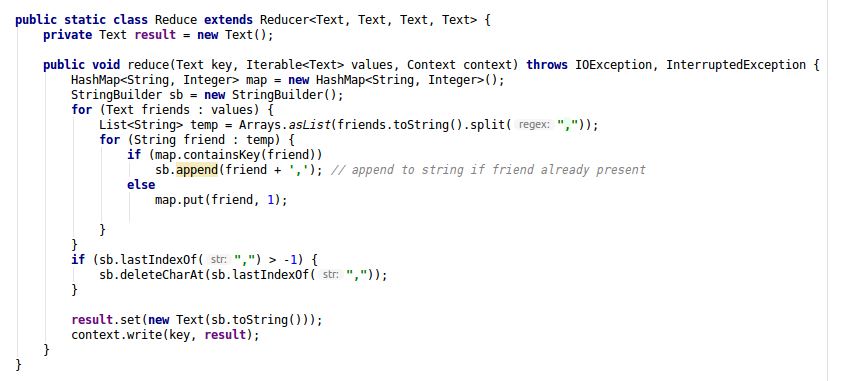 public static class Reduce extends Reducer<Text, Text, Text, Text> {
    private Text result = new Text();

    public void reduce(Text key, Iterable<Text> values, Context context) throws IOException, InterruptedException {
        HashMap<String, Integer> map = new HashMap<String, Integer>();
        StringBuilder sb = new StringBuilder();
        for (Text friends : values) {
            List<String> temp = Arrays.asList(friends.toString().split( regex: ","));
            for (String friend : temp) {
                if (map.containsKey(friend))
                    sb.append(friend + ','); // append to string if friend already present
                else
                    map.put(friend, 1);

            }
        }
        if (sb.lastIndexOf( str: ",") > -1) {
            sb.deleteCharAt(sb.lastIndexOf( str: ","));
        }

        result.set(new Text(sb.toString()));
        context.write(key, result);
    }
}